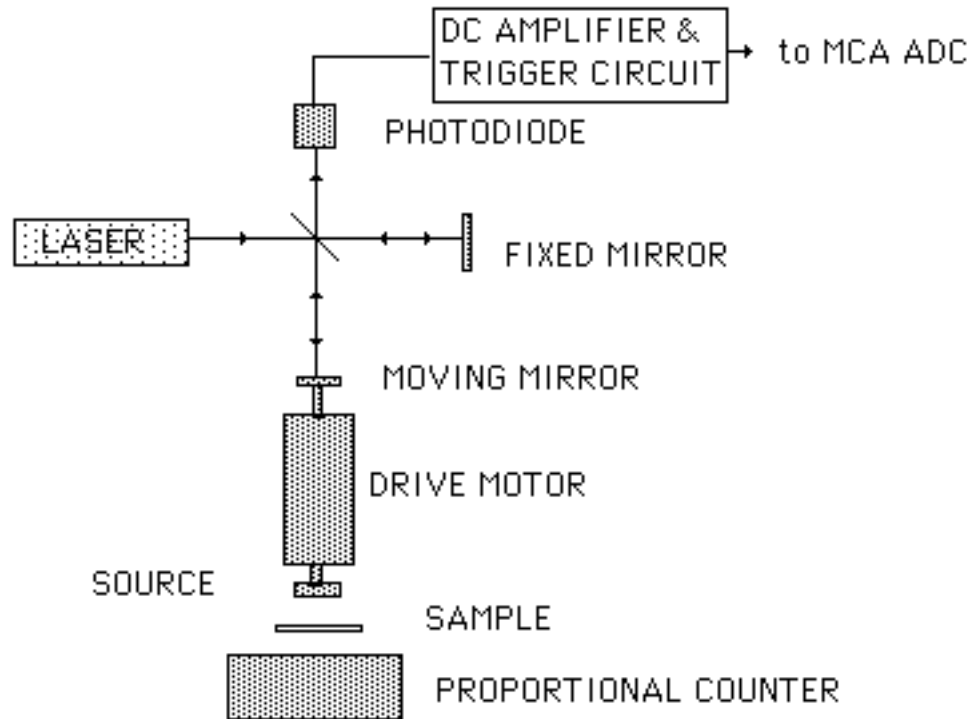 DC AMPLIFIER &
TRIGGER CIRCUIT
to MCA ADC
PHOTODIODE
LASER
FIXED MIRROR
MOVING MIRROR
DRIVE MOTOR
SOURCE
SAMPLE
PROPORTIONAL COUNTER